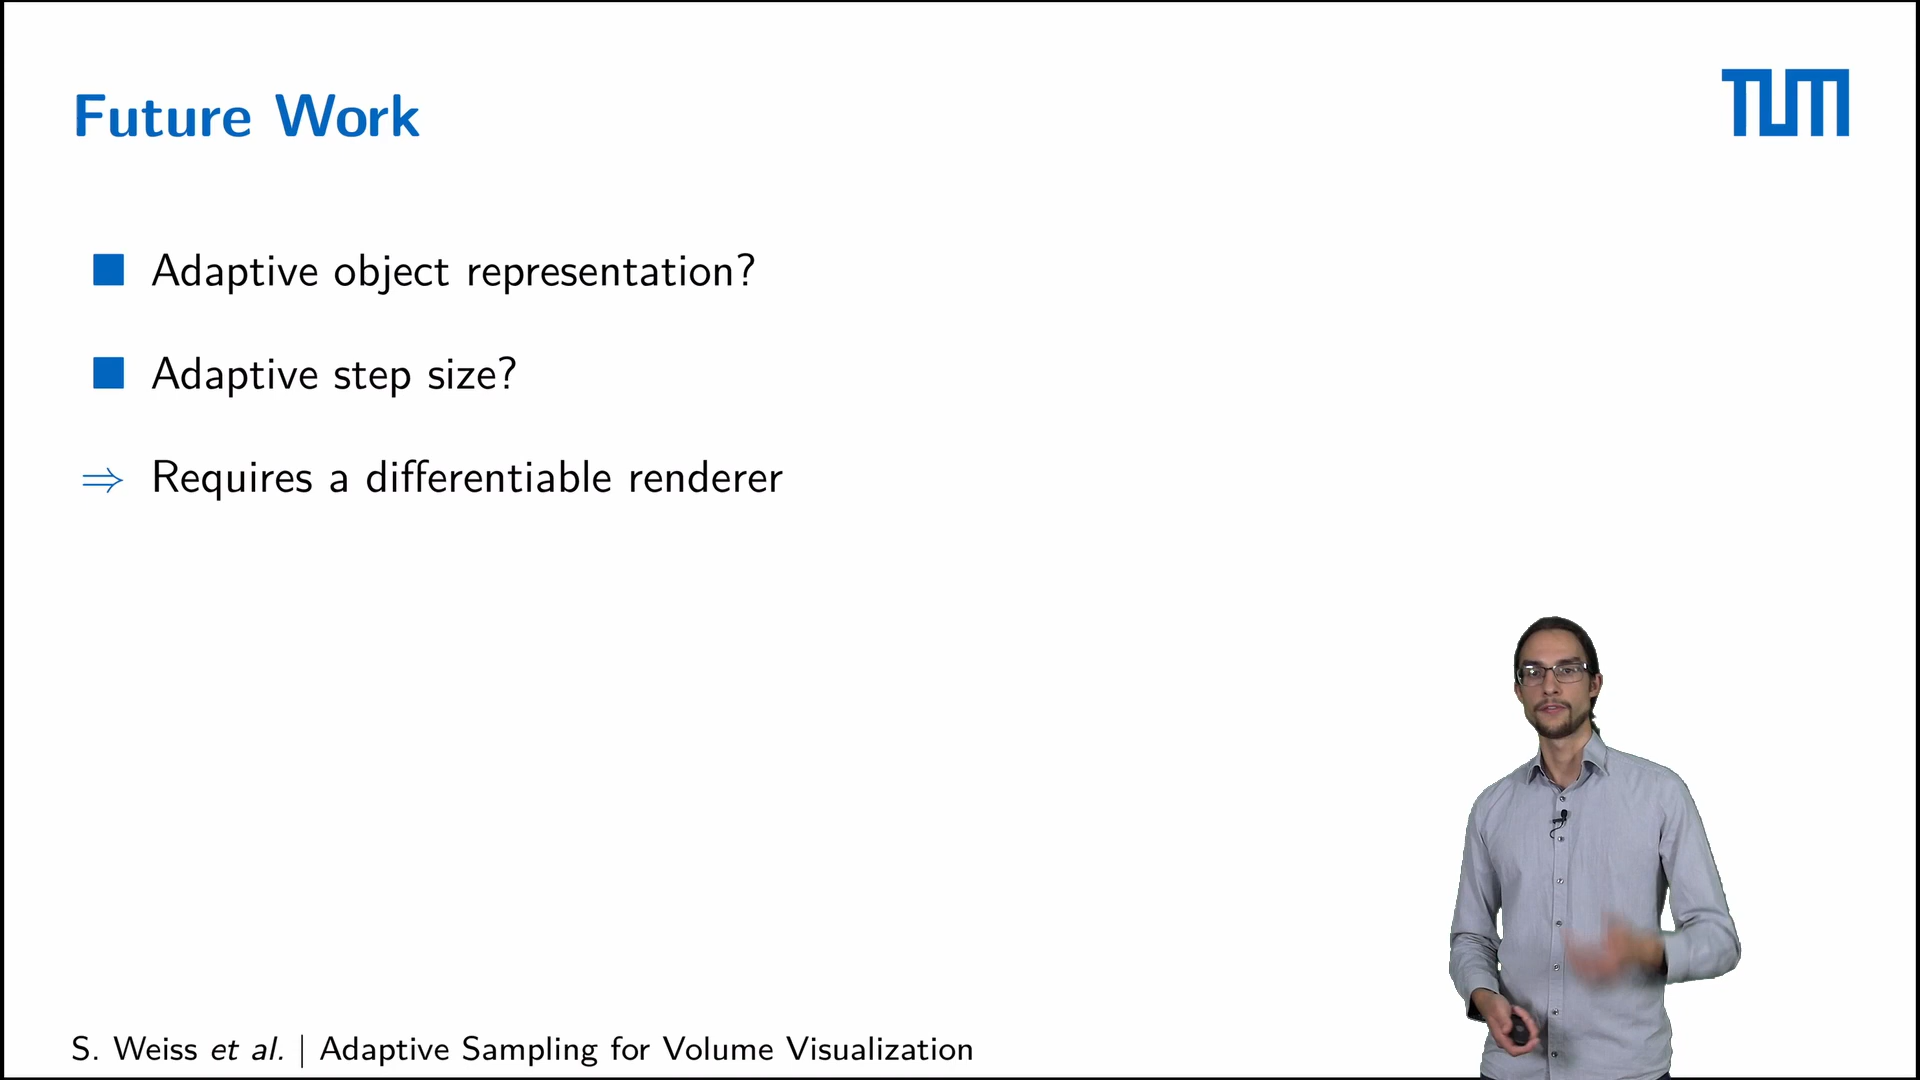 Future Work
TUM
Adaptive object representation?
Adaptive step size?
⇒ Requires a differentiable renderer
S. Weiss et al. | Adaptive Sampling for Volume Visualization